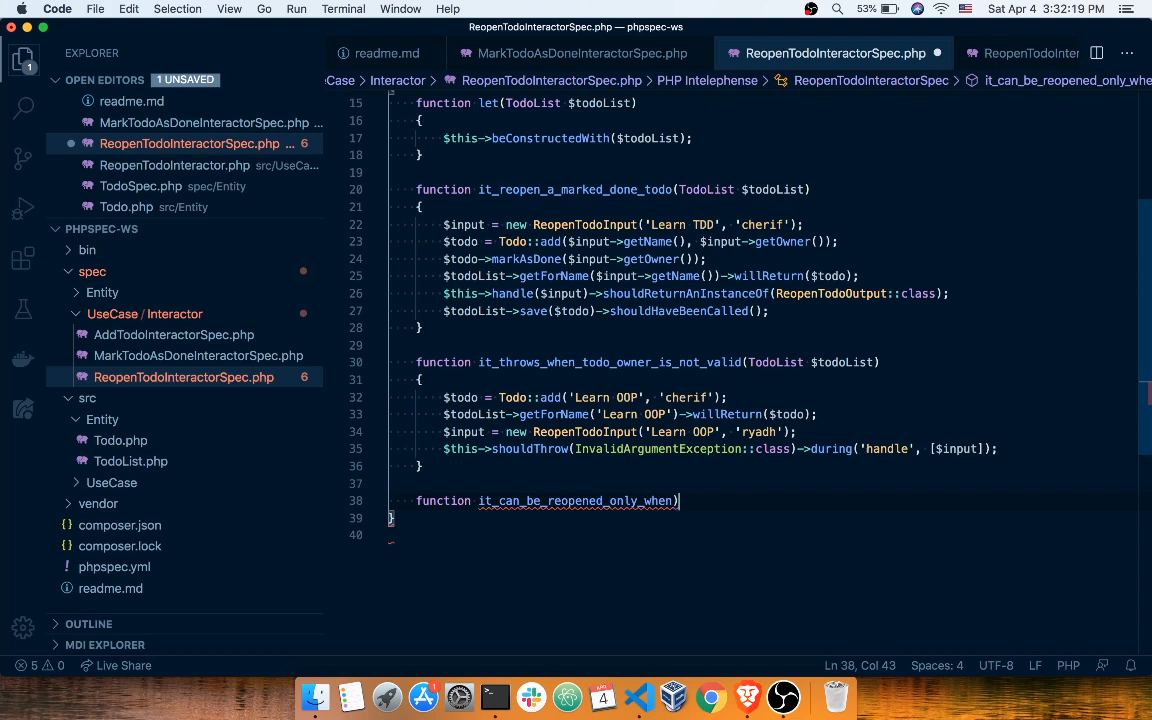 Code File Edit Selection View Go Run Terminal Window Help 53% Sat Apr 4 3:32:19 PM
ReopenTodoInteractorSpec.php — phpspec-ws
EXPLORER
readme.md MarkTodoAsDoneInteractorSpec.php ReopenTodoInteractorSpec.php ReopenTodoInter
OPEN EDITORS 1 UNSAVED
eCase › Interactor › ReopenTodoInteractorSpec.php › PHP Intelephense › ReopenTodoInteractorSpec › it_can_be_reopened_only_whe
readme.md
MarkTodoAsDoneInteractorSpec.php ...
ReopenTodoInteractorSpec.php ... 6
ReopenTodoInteractor.php src/UseCa...
TodoSpec.php spec/Entity
Todo.php src/Entity
PHPSPEC-WS
bin
spec
Entity
UseCase / Interactor
AddTodoInteractorSpec.php
MarkTodoAsDoneInteractorSpec.php
ReopenTodoInteractorSpec.php 6
src
Entity
Todo.php
TodoList.php
UseCase
vendor
composer.json
composer.lock
phpspec.yml
readme.md
OUTLINE
MDI EXPLORER
15 function let(TodoList $todoList)
16 {
17 $this->beConstructedWith($todoList);
18 }
19
20 function it_reopen_a_marked_done_todo(TodoList $todoList)
21 {
22 $input = new ReopenTodoInput('Learn TDD', 'cherif');
23 $todo = Todo::add($input->getName(), $input->getOwner());
24 $todo->markAsDone($input->getOwner());
25 $todoList->getForName($input->getName())->willReturn($todo);
26 $this->handle($input)->shouldReturnAnInstanceOf(ReopenTodoOutput::class);
27 $todoList->save($todo)->shouldHaveBeenCalled();
28 }
29
30 function it_throws_when_todo_owner_is_not_valid(TodoList $todoList)
31 {
32 $todo = Todo::add('Learn OOP', 'cherif');
33 $todoList->getForName('Learn OOP')->willReturn($todo);
34 $input = new ReopenTodoInput('Learn OOP', 'ryadh');
35 $this->shouldThrow(InvalidArgumentException::class)->during('handle', [$input]);
36 }
37
38 function it_can_be_reopened_only_when)
39 }
40
5 0 Live Share Ln 38, Col 43 Spaces: 4 UTF-8 LF PHP
APR
4